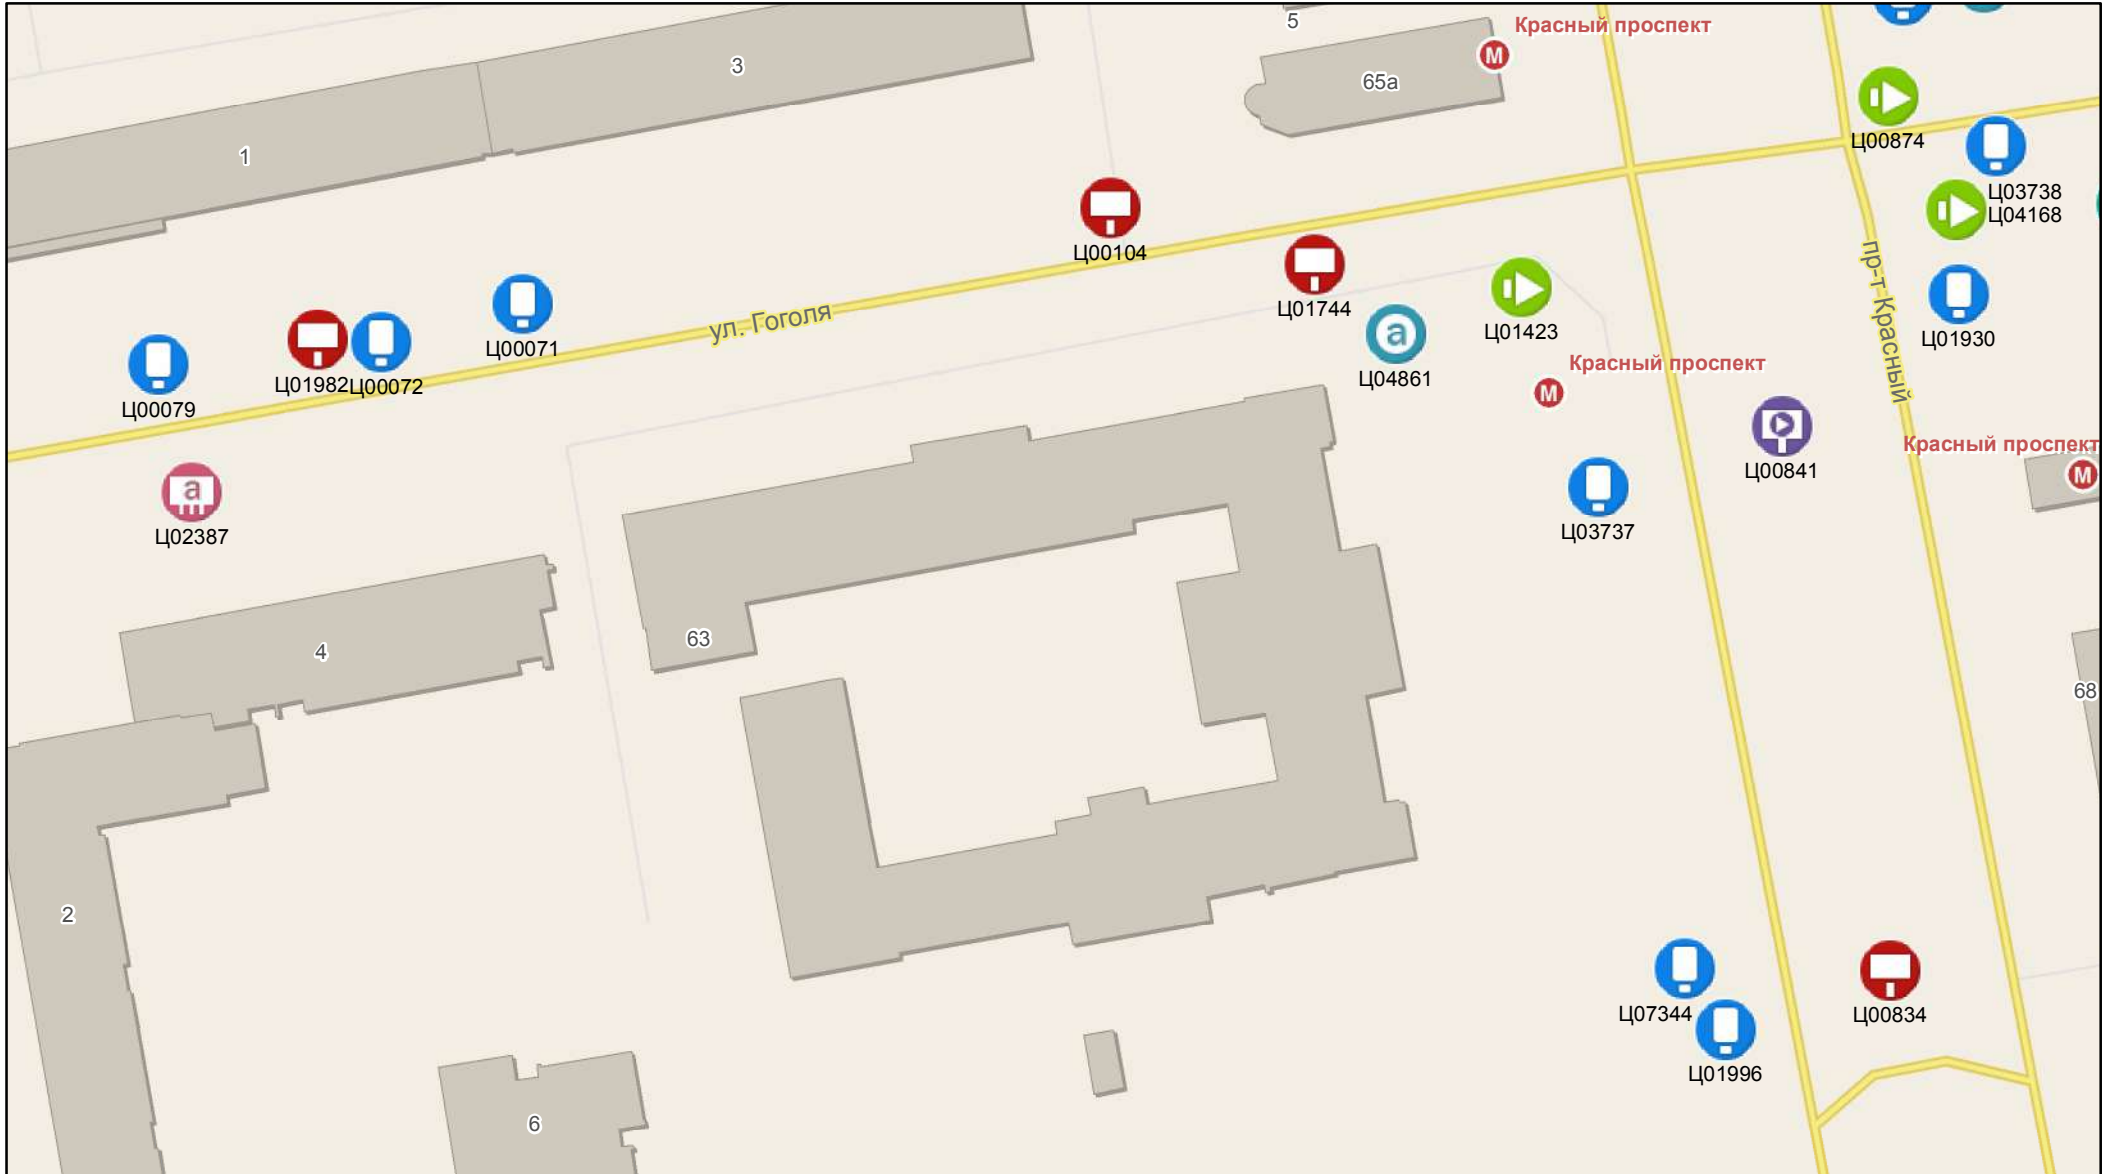 5
Красный проспект
М
3
65а
1
Ц00874
Ц03738
Ц04168
Ц00104
ул. Гоголя
Ц01744
Ц01423
пр-т Красный
Ц00071
Ц01982
Ц00072
Ц00079
а
Ц04861
Ц01930
Красный проспект
М
Ц00841
Красный проспект
М
а
Ц02387
Ц03737
63
4
68
2
Ц07344
Ц00834
Ц01996
6